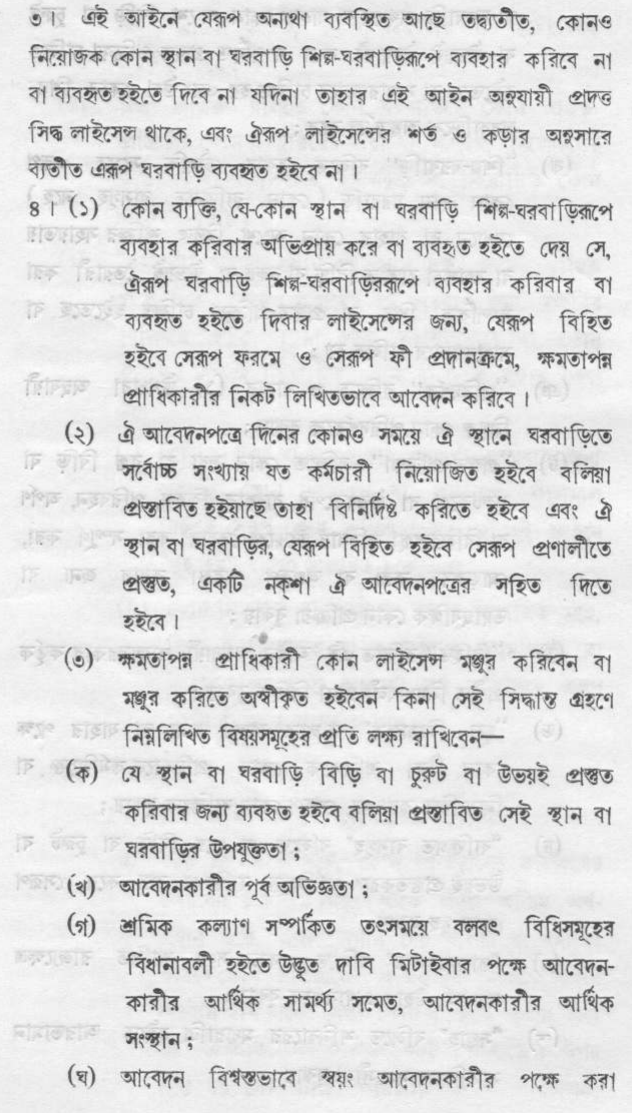 ৩। এই আইনে যেরূপ অন্যথা ব্যবস্থিত আছে তদ্ব্যতীত, কোনও
নিয়োজক কোন স্থান বা ঘরবাড়ি শিল্প-ঘরবাড়িরূপে ব্যবহার করিবে না
বা ব্যবহৃত হইতে দিবে না যদিনা তাহার এই আইন অনুযায়ী প্রদত্ত
সিদ্ধ লাইসেন্স থাকে, এবং ঐরূপ লাইসেন্সের শর্ত ও কড়ার অনুসারে
ব্যতীত এরূপ ঘরবাড়ি ব্যবহৃত হইবে না।
৪। (১) কোন ব্যক্তি, যে-কোন স্থান বা ঘরবাড়ি শিল্প-ঘরবাড়িরূপে
ব্যবহার করিবার অভিপ্রায় করে বা ব্যবহৃত হইতে দেয় সে,
ঐরূপ ঘরবাড়ি শিল্প-ঘরবাড়িররূপে ব্যবহার করিবার বা
ব্যবহৃত হইতে দিবার লাইসেন্সের জন্য, যেরূপ বিহিত
হইবে সেরূপ ফরমে ও সেরূপ ফী প্রদানক্রমে, ক্ষমতাপন্ন
প্রাধিকারীর নিকট লিখিতভাবে আবেদন করিবে।
(২) ঐ আবেদনপত্রে দিনের কোনও সময়ে ঐ স্থানে ঘরবাড়িতে
সর্বোচ্চ সংখ্যায় যত কর্মচারী নিয়োজিত হইবে বলিয়া
প্রস্তাবিত হইয়াছে তাহা বিনির্দিষ্ট করিতে হইবে এবং ঐ
স্থান বা ঘরবাড়ির, যেরূপ বিহিত হইবে সেরূপ প্রণালীতে
প্রস্তুত, একটি নক্শা ঐ আবেদনপত্রের সহিত দিতে
হইবে।
(৩) ক্ষমতাপন্ন প্রাধিকারী কোন লাইসেন্স মঞ্জুর করিবেন বা
মঞ্জুর করিতে অস্বীকৃত হইবেন কিনা সেই সিদ্ধান্ত গ্রহণে
নিম্নলিখিত বিষয়সমূহের প্রতি লক্ষ্য রাখিবেন—
(ক) যে স্থান বা ঘরবাড়ি বিড়ি বা চুরুট বা উভয়ই প্রস্তুত
করিবার জন্য ব্যবহৃত হইবে বলিয়া প্রস্তাবিত সেই স্থান বা
ঘরবাড়ির উপযুক্ততা;
(খ) আবেদনকারীর পূর্ব অভিজ্ঞতা;
(গ) শ্রমিক কল্যাণ সম্পর্কিত তৎসময়ে বলবৎ বিধিসমূহের
বিধানাবলী হইতে উদ্ভূত দাবি মিটাইবার পক্ষে আবেদন-
কারীর আর্থিক সামর্থ্য সমেত, আবেদনকারীর আর্থিক
সংস্থান;
(ঘ) আবেদন বিশ্বস্তভাবে স্বয়ং আবেদনকারীর পক্ষে করা